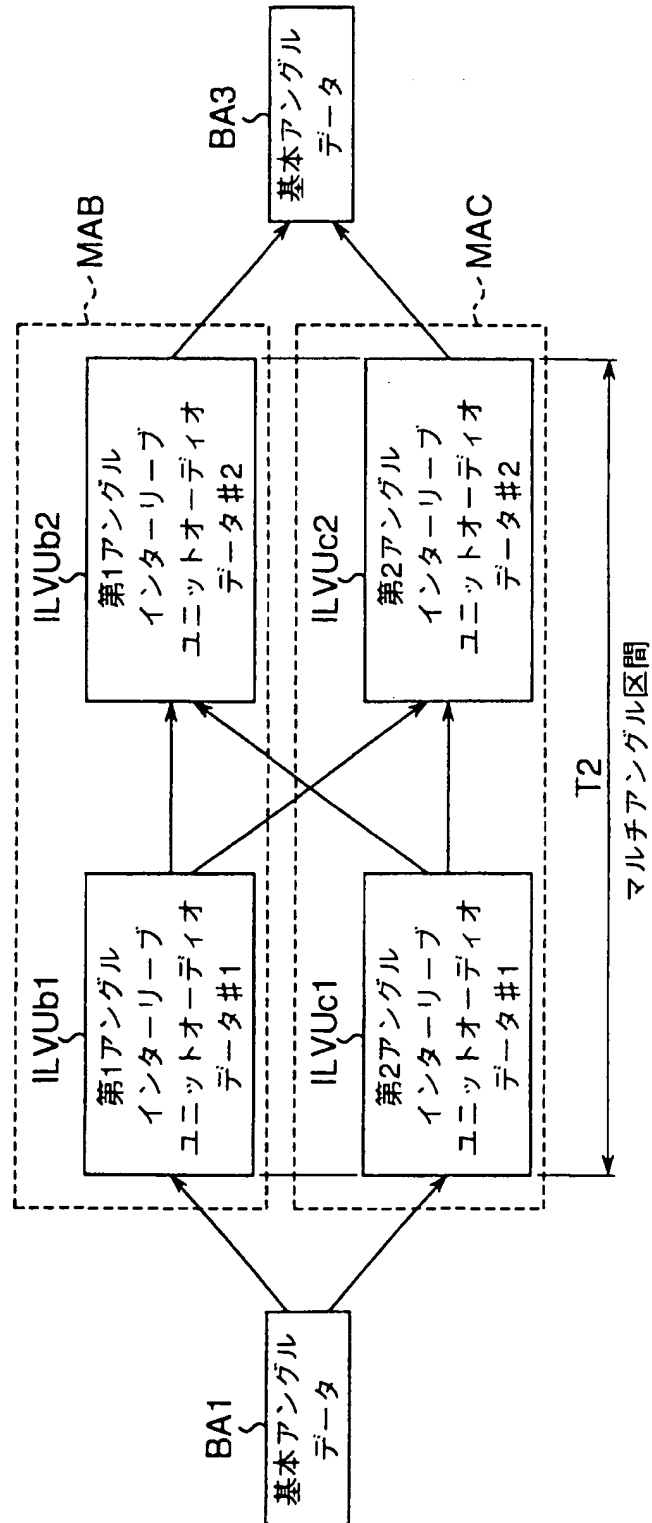 BA1
基本アングル
データ
MAB
ILVUb1
第1アングル
インターリーブ
ユニットオーディオ
データ#1
ILVUb2
第1アングル
インターリーブ
ユニットオーディオ
データ#2
ILVUc1
第2アングル
インターリーブ
ユニットオーディオ
データ#1
ILVUc2
第2アングル
インターリーブ
ユニットオーディオ
データ#2
MAC
BA3
基本アングル
データ
T2
マルチアングル区間